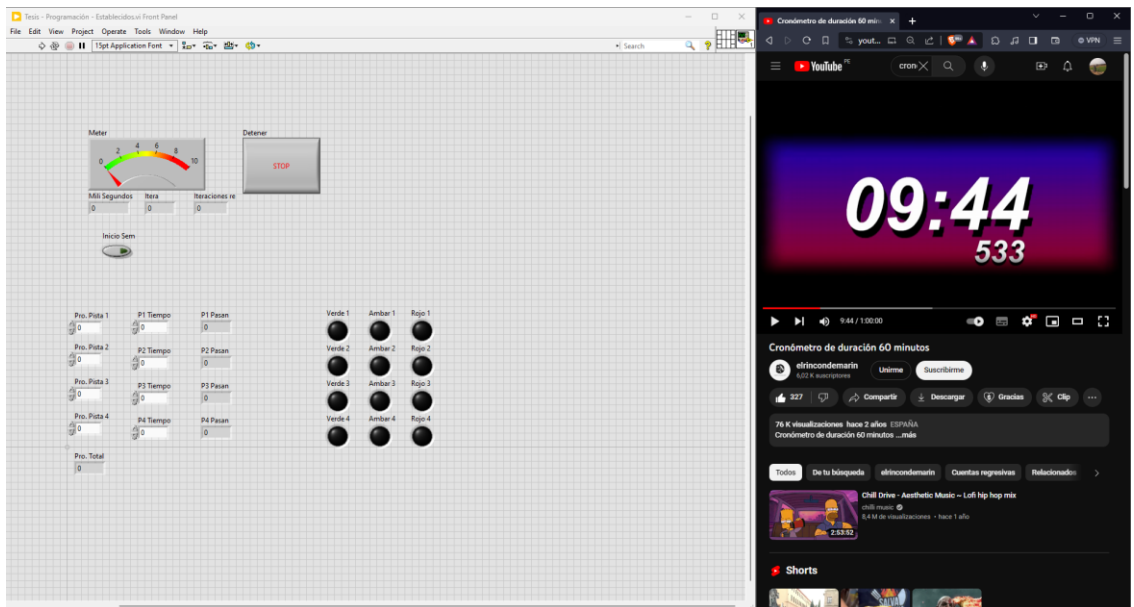 Tesis - Programación - Establecidos.vi Front Panel
File Edit View Project Operate Tools Window Help
15pt Application Font
Search
Meter
0 2 4 6 8 10
Detener
STOP
Mili Segundos Itera Iteraciones re
0 0 0
Inicio Sem
Pro. Pista 1 P1 Tiempo P1 Pasan Verde 1 Ambar 1 Rojo 1
0 0 0
Pro. Pista 2 P2 Tiempo P2 Pasan Verde 2 Ambar 2 Rojo 2
0 0 0
Pro. Pista 3 P3 Tiempo P3 Pasan Verde 3 Ambar 3 Rojo 3
0 0 0
Pro. Pista 4 P4 Tiempo P4 Pasan Verde 4 Ambar 4 Rojo 4
0 0 0
Pro. Total
0
Cronómetro de duración 60 min
yout...
VPN
YouTube PE
cron
09:44
533
9:44 / 1:00:00
Cronómetro de duración 60 minutos
elrincondemarin
6,02 K suscriptores
Unirme
Suscribirme
327
Compartir
Descargar
Gracias
Clip
76 K visualizaciones hace 2 años ESPAÑA
Cronómetro de duración 60 minutos ...más
Todos De tu búsqueda elrincondemarin Cuentas regresivas Relacionados
Chill Drive - Aesthetic Music ~ Lofi hip hop mix
chilli music
8,4 M de visualizaciones • hace 1 año
2:53:52
Shorts
SALVA